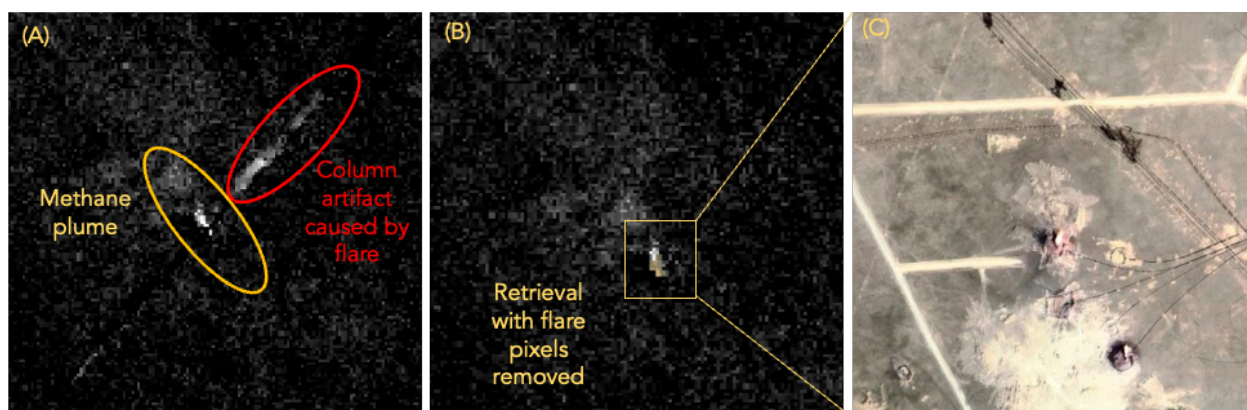 (A)
Methane
plume
Column
artifact
caused by
flare
(B)
Retrieval
with flare
pixels
removed
(C)